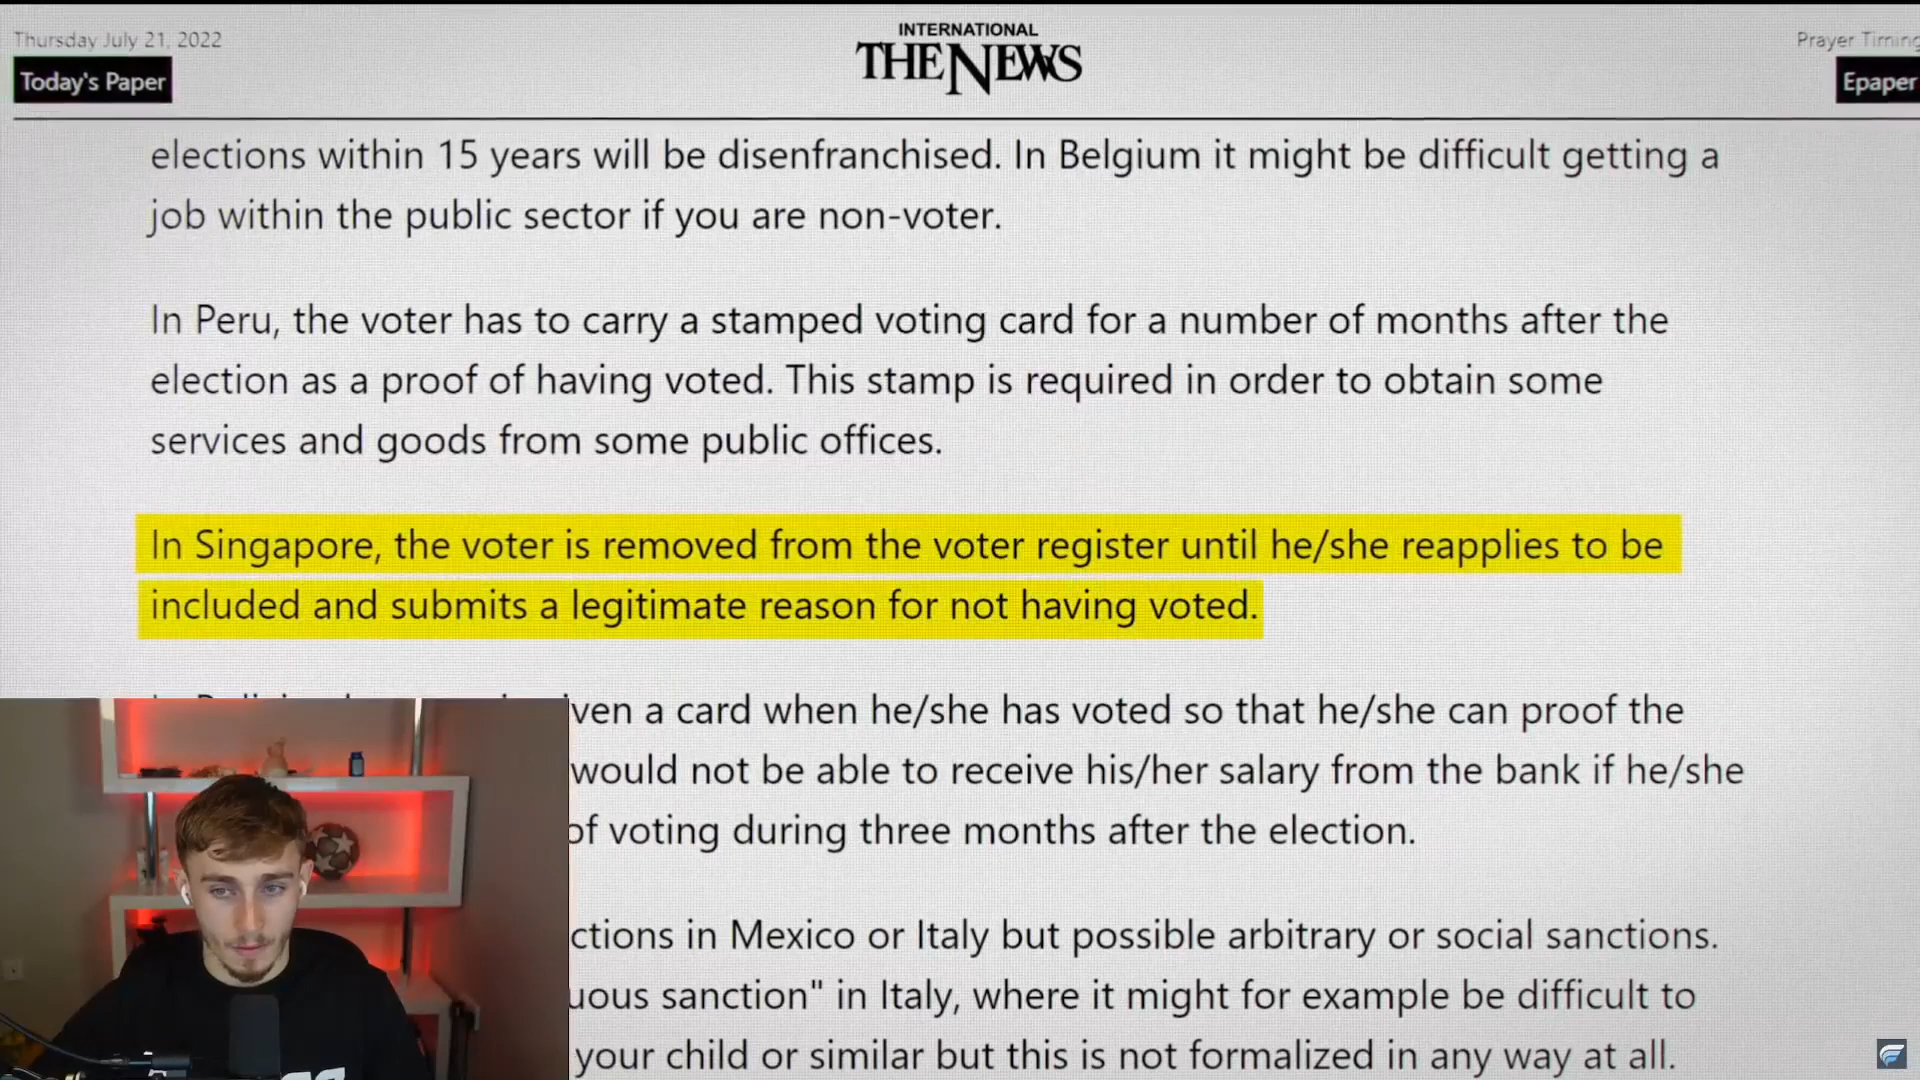 Thursday July 21, 2022
INTERNATIONAL
THE NEWS
Prayer Timing
Today's Paper
Epaper
elections within 15 years will be disenfranchised. In Belgium it might be difficult getting a
job within the public sector if you are non-voter.
In Peru, the voter has to carry a stamped voting card for a number of months after the
election as a proof of having voted. This stamp is required in order to obtain some
services and goods from some public offices.
In Singapore, the voter is removed from the voter register until he/she reapplies to be
included and submits a legitimate reason for not having voted.
ven a card when he/she has voted so that he/she can proof the
would not be able to receive his/her salary from the bank if he/she
of voting during three months after the election.
ctions in Mexico or Italy but possible arbitrary or social sanctions.
uous sanction" in Italy, where it might for example be difficult to
your child or similar but this is not formalized in any way at all.